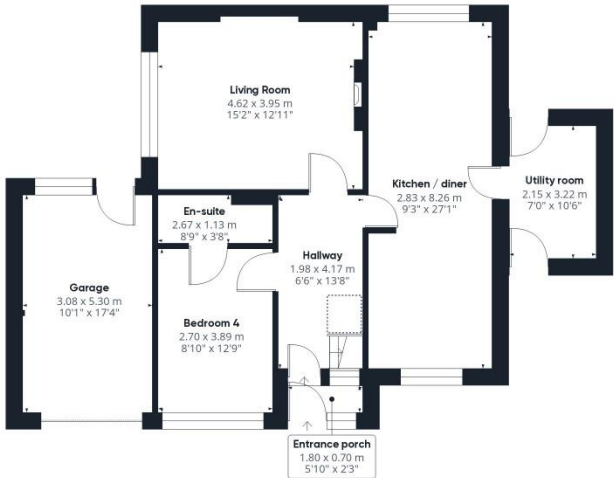 Living Room
4.62 x 3.95 m
15'2" x 12'11"
Kitchen / diner
2.83 x 8.26 m
9'3" x 27'1"
Utility room
2.15 x 3.22 m
7'0" x 10'6"
En-suite
2.67 x 1.13 m
8'9" x 3'8"
Hallway
1.98 x 4.17 m
6'6" x 13'8"
Garage
3.08 x 5.30 m
10'1" x 17'4"
Bedroom 4
2.70 x 3.89 m
8'10" x 12'9"
Entrance porch
1.80 x 0.70 m
5'10" x 2'3"